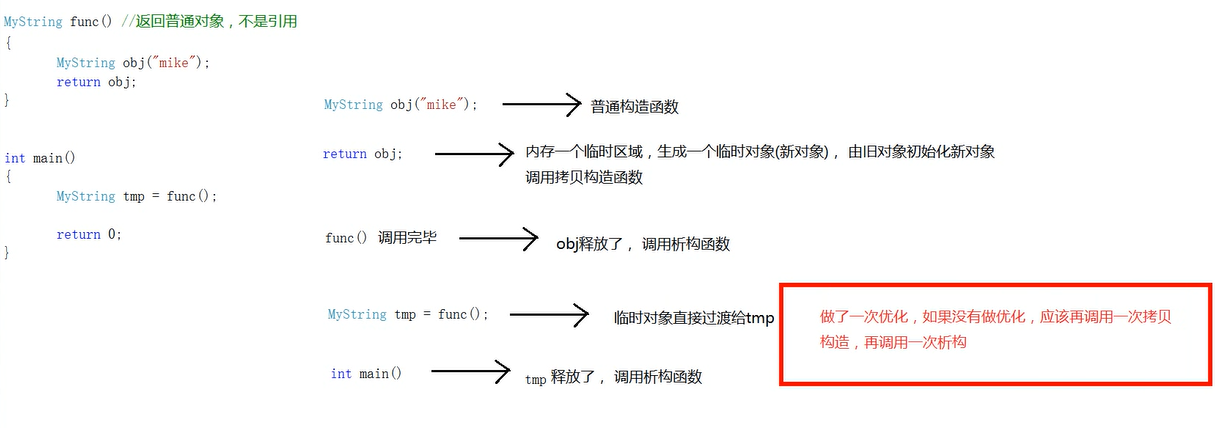 MyString func() //返回普通对象，不是引用
{
MyString obj("mike");
return obj;
}
int main()
{
MyString tmp = func();
return 0;
}
MyString obj("mike");
普通构造函数
return obj;
内存一个临时区域，生成一个临时对象(新对象)，由旧对象初始化新对象
调用拷贝构造函数
func() 调用完毕
obj释放了，调用析构函数
MyString tmp = func();
临时对象直接过渡给tmp
做了一次优化，如果没有做优化，应该再调用一次拷贝
构造，再调用一次析构
int main()
tmp 释放了，调用析构函数